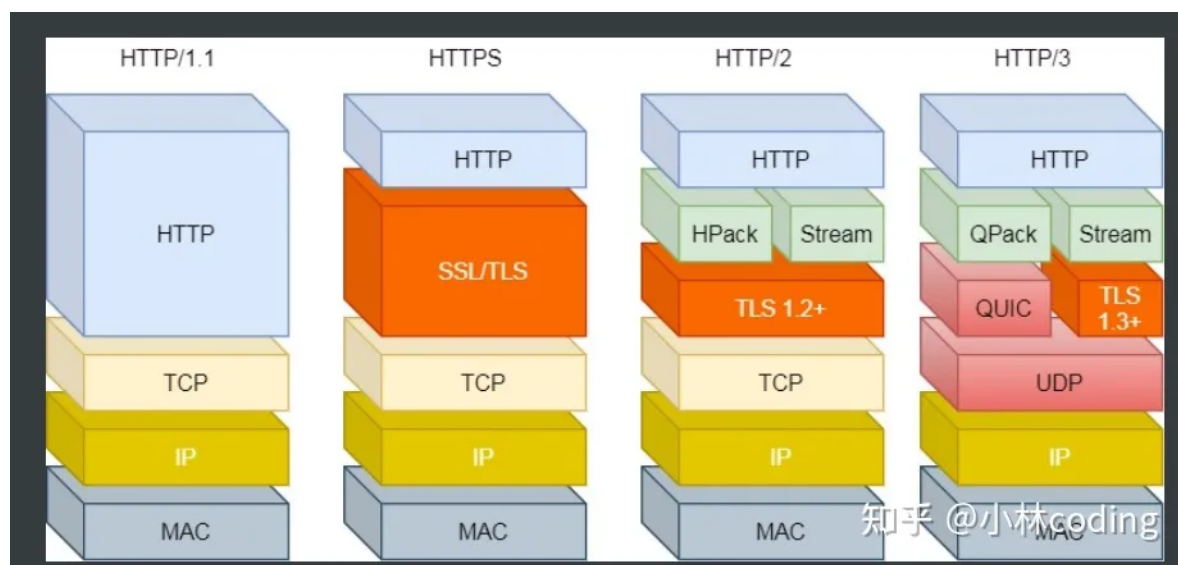 HTTP/1.1
HTTPS
HTTP/2
HTTP/3
HTTP
TCP
IP
MAC
HTTP
SSL/TLS
TCP
IP
MAC
HTTP
HPack
Stream
TLS 1.2+
TCP
IP
MAC
HTTP
QPack
Stream
QUIC
TLS
1.3+
UDP
IP
MAC
知乎 @小林coding